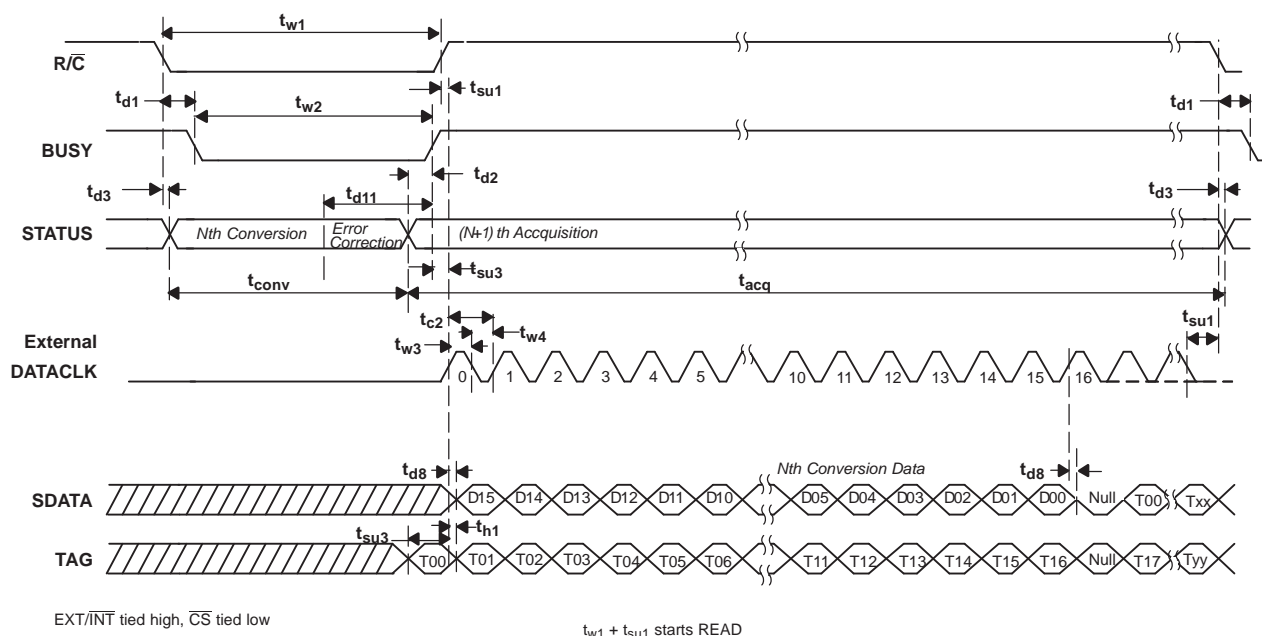 tw1
R/C
tsu1
td1
tw2
td1
BUSY
td2
td3
td11
td3
STATUS
Nth Conversion
Error
Correction
(N+1) th Accquisition
tsu3
tconv
tacq
tc2
tw4
tsu1
External
tw3
DATACLK
0 1 2 3 4 5 10 11 12 13 14 15 16
td8
Nth Conversion Data
td8
SDATA
D15 D14 D13 D12 D11 D10 D05 D04 D03 D02 D01 D00 Null T00 Txx
tsu3
th1
TAG
T00 T01 T02 T03 T04 T05 T06 T11 T12 T13 T14 T15 T16 Null T17 Tyy
EXT/INT tied high, CS tied low
tw1 + tsu1 starts READ